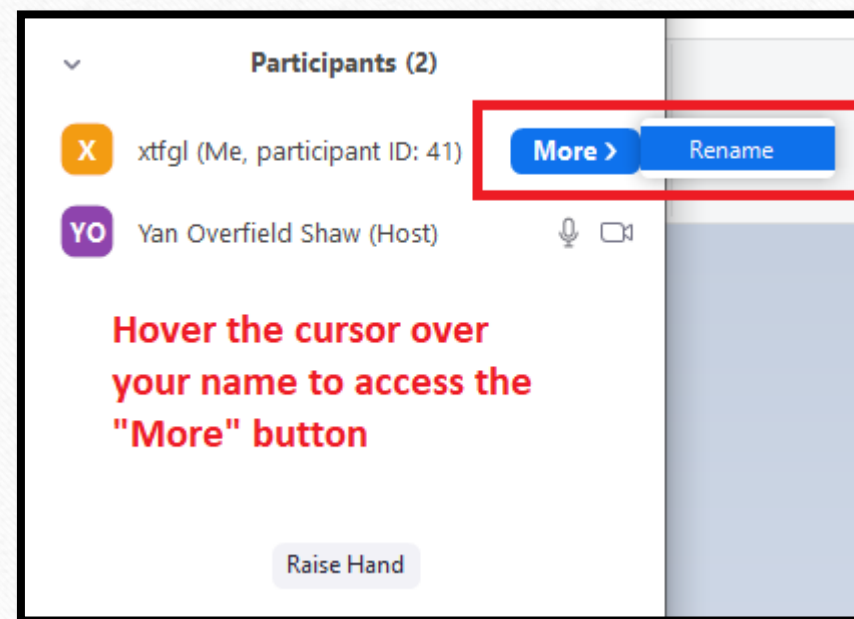 Participants (2)
X xtfgl (Me, participant ID: 41) More > Rename
YO Yan Overfield Shaw (Host)
Hover the cursor over
your name to access the
"More" button
Raise Hand